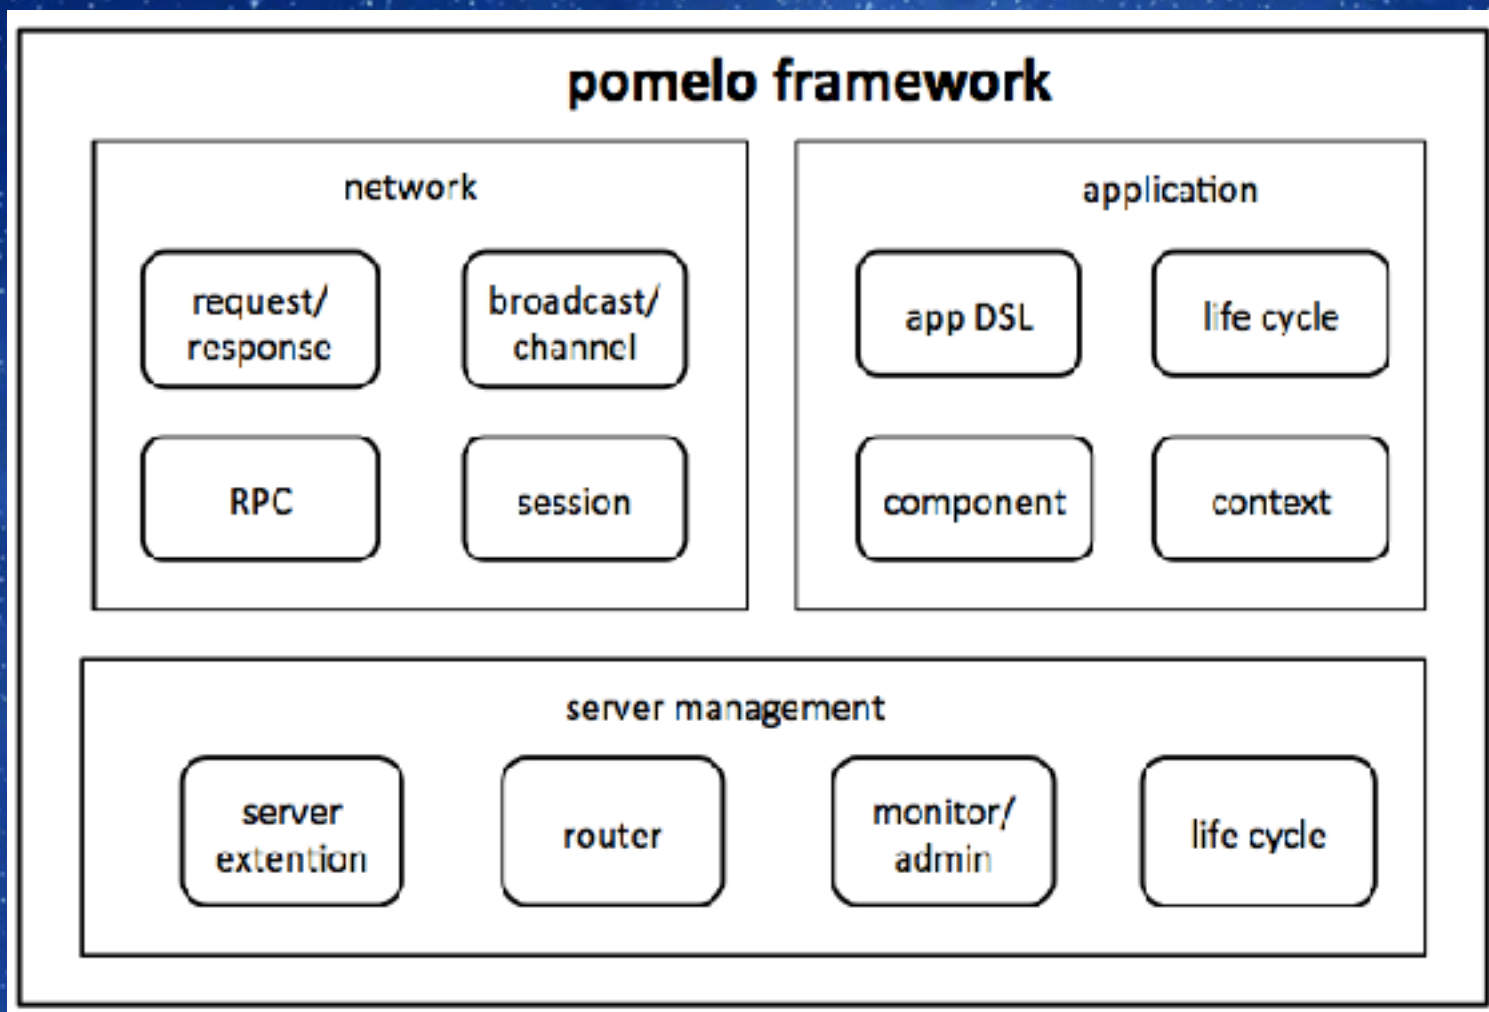 pomelo framework
network
request/
response
broadcast/
channel
RPC
session
application
app DSL
life cycle
component
context
server management
server
extention
router
monitor/
admin
life cycle